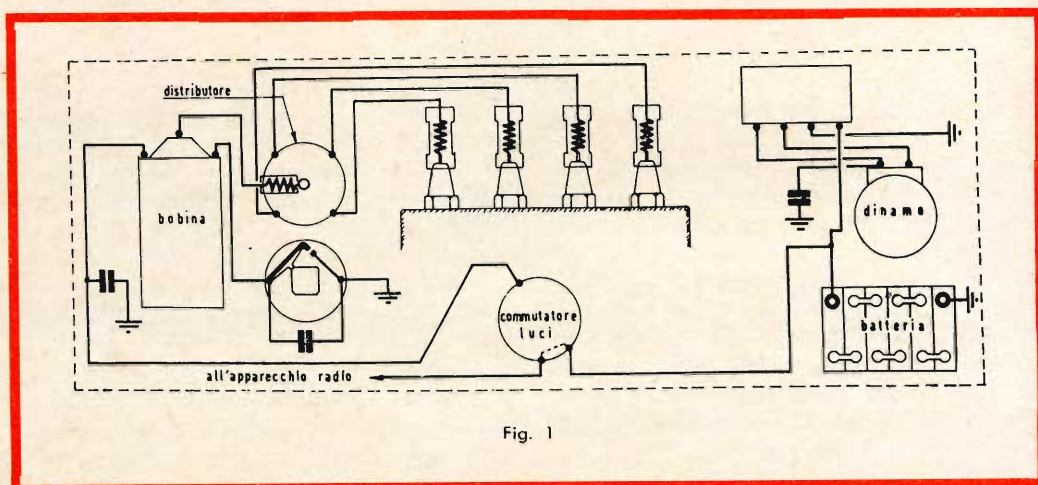 distributore
bobina
dinamo
commutatore
luci
batteria
all'apparecchio radio
Fig. 1